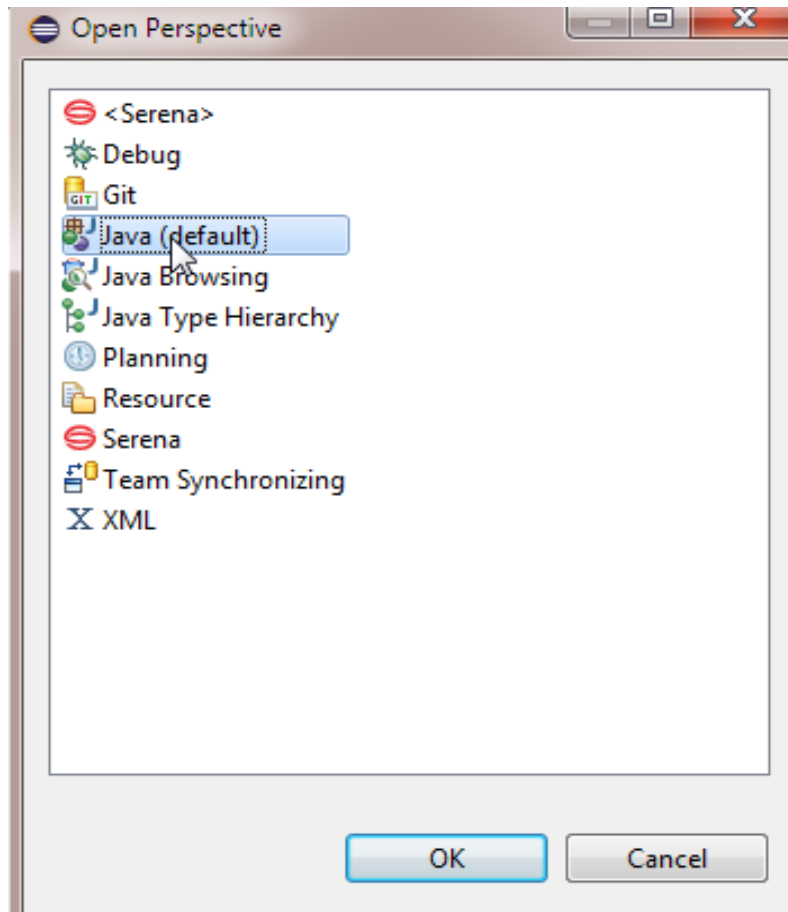 Open Perspective
<Serena>
Debug
GIT Git
Java (default)
Java Browsing
Java Type Hierarchy
Planning
Resource
Serena
Team Synchronizing
X XML
OK Cancel